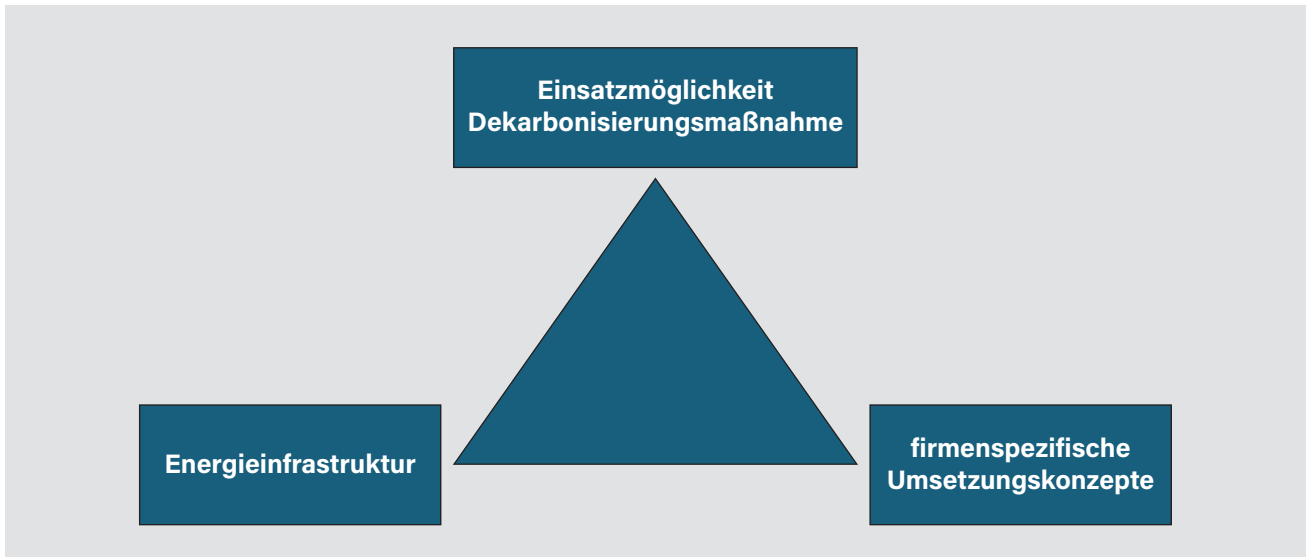 Einsatzmöglichkeit
Dekarbonisierungsmaßnahme
Energieinfrastruktur
firmenspezifische
Umsetzungskonzepte